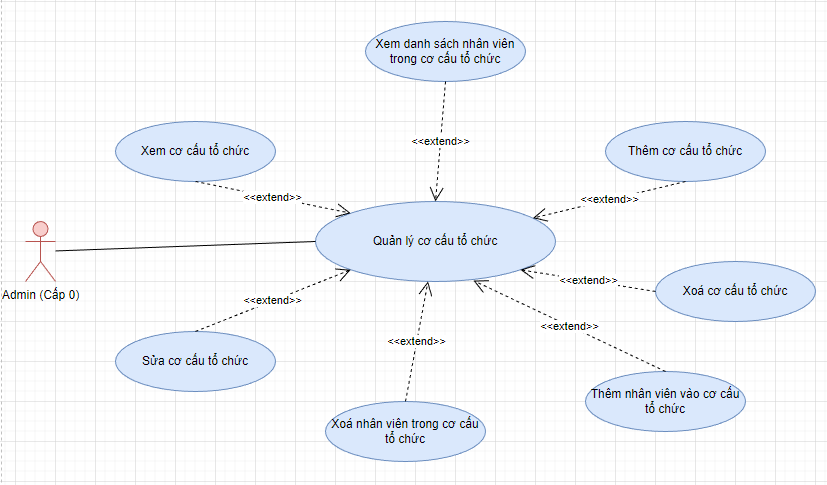 Xem danh sách nhân viên
trong cơ cấu tổ chức
<<extend>>
Xem cơ cấu tổ chức
Thêm cơ cấu tổ chức
<<extend>>
<<extend>>
Quản lý cơ cấu tổ chức
Admin (Cấp 0)
<<extend>>
Xoá cơ cấu tổ chức
<<extend>>
<<extend>>
<<extend>>
Sửa cơ cấu tổ chức
Thêm nhân viên vào cơ cấu
tổ chức
Xoá nhân viên trong cơ cấu
tổ chức